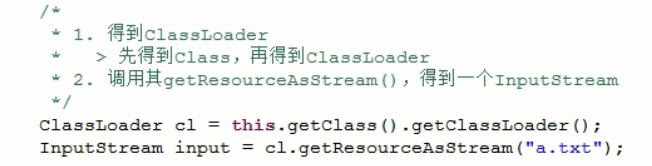 /*
 * 1. 得到ClassLoader
 *   > 先得到Class，再得到ClassLoader
 * 2. 调用其getResourceAsStream()，得到一个InputStream
 */
ClassLoader cl = this.getClass().getClassLoader();
InputStream input = cl.getResourceAsStream("a.txt");